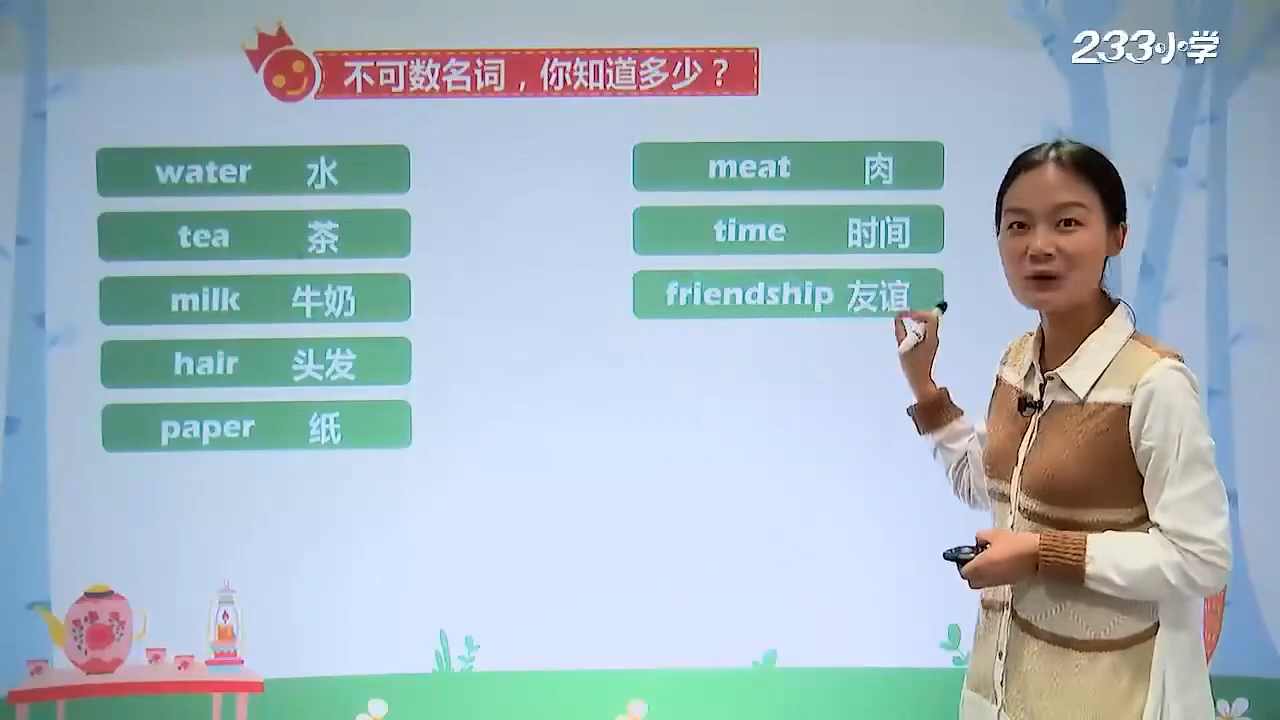 233小学
不可数名词，你知道多少？
water 水
tea 茶
milk 牛奶
hair 头发
paper 纸
meat 肉
time 时间
friendship 友谊